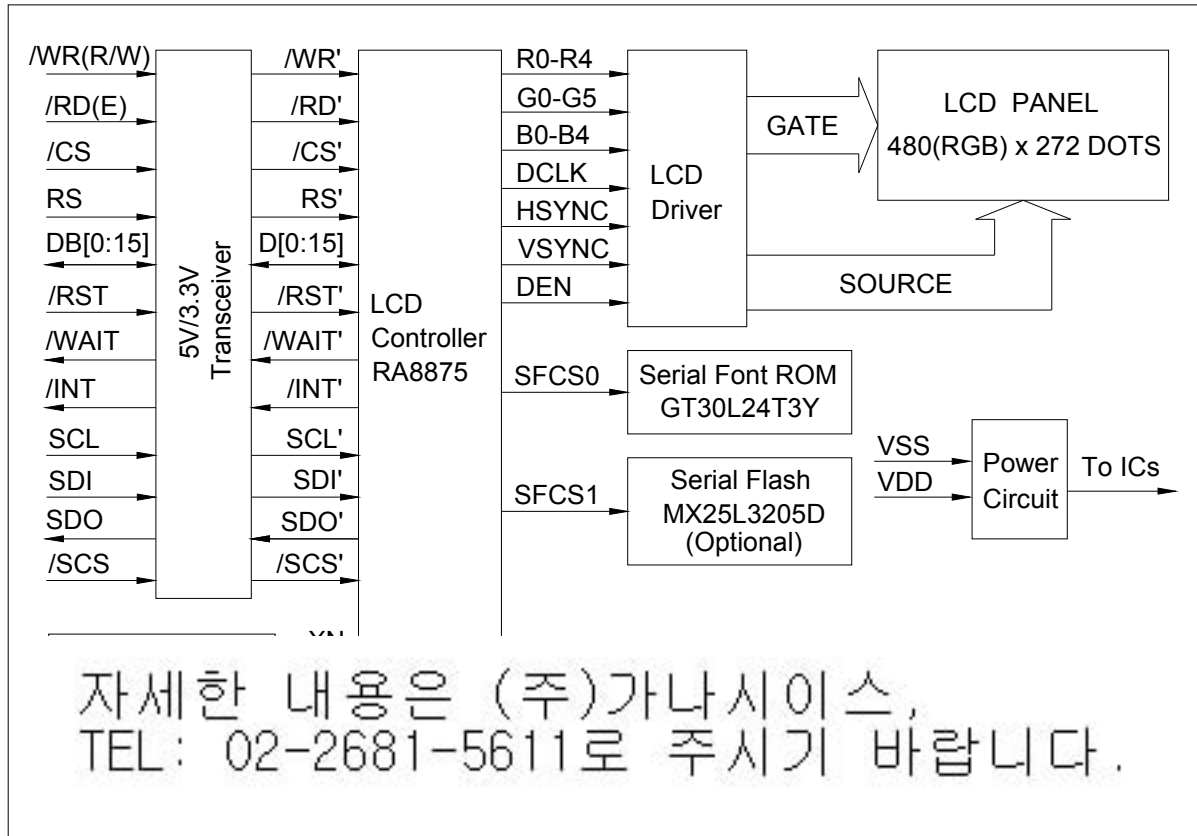 /WR(R/W)
/RD(E)
/CS
RS
DB[0:15]
/RST
/WAIT
/INT
SCL
SDI
SDO
/SCS
5V/3.3V
Transceiver
/WR'
/RD'
/CS'
RS'
D[0:15]
/RST'
/WAIT'
/INT'
SCL'
SDI'
SDO'
/SCS'
LCD
Controller
RA8875
R0-R4
G0-G5
B0-B4
DCLK
HSYNC
VSYNC
DEN
SFCS0
SFCS1
LCD
Driver
GATE
SOURCE
LCD PANEL
480(RGB) x 272 DOTS
Serial Font ROM
GT30L24T3Y
Serial Flash
MX25L3205D
(Optional)
VSS
VDD
Power
Circuit
To ICs
자세한 내용은 (주)가나시이스,
TEL: 02-2681-5611로 주시기 바랍니다.